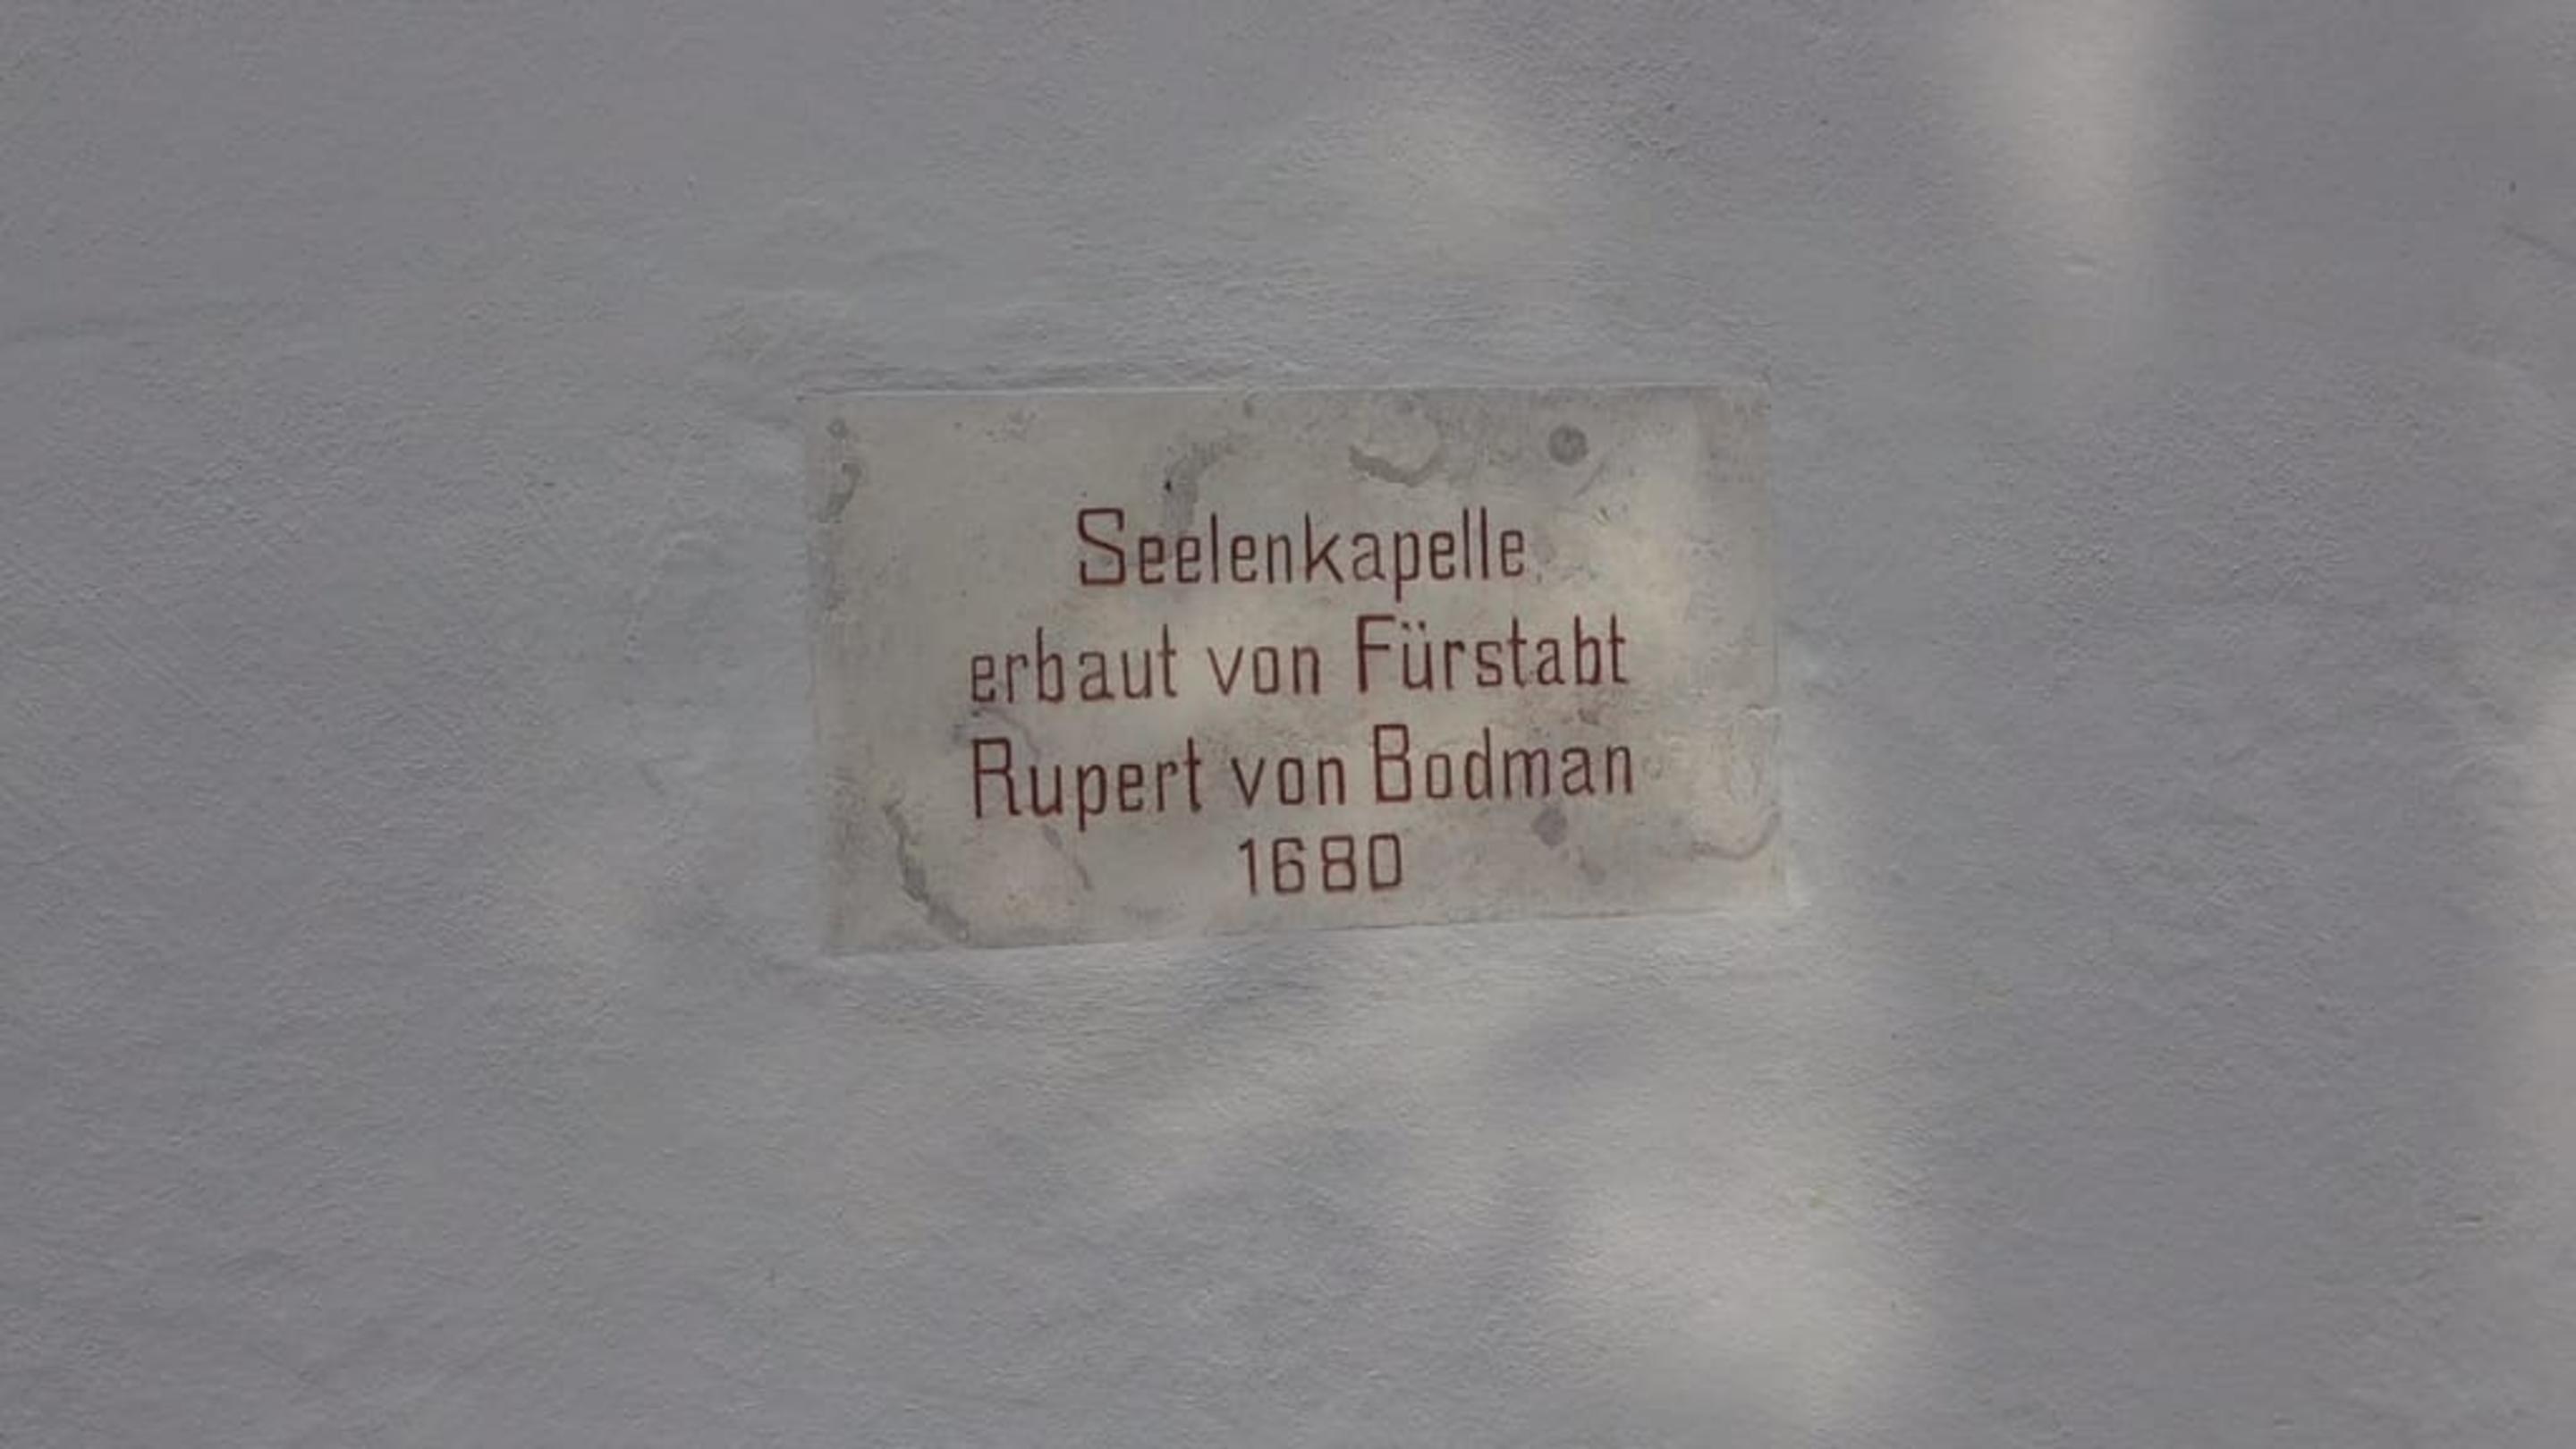 Seelenkapelle
erbaut von Fürstabt
Rupert von Bodman
1680